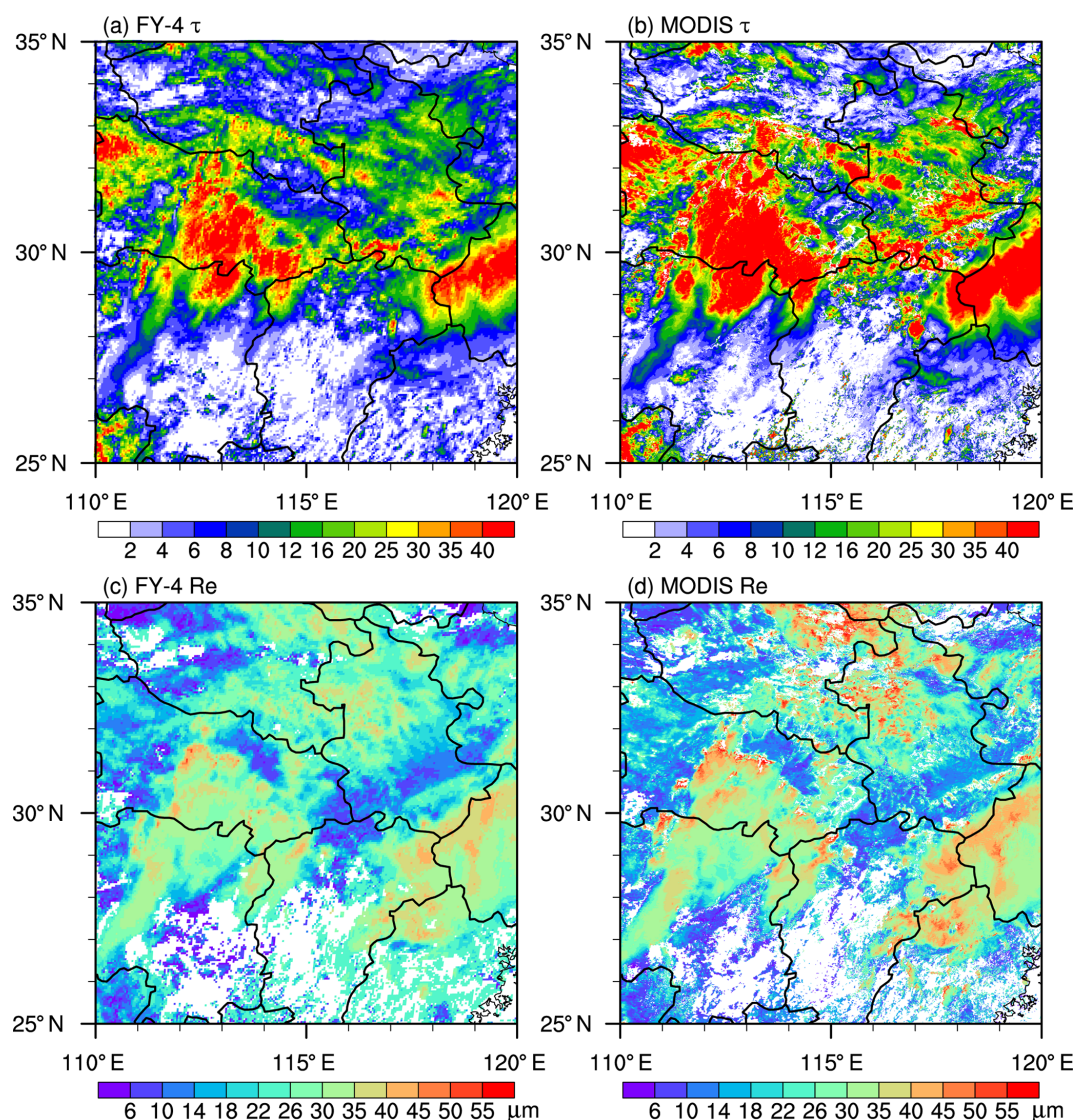 (a) FY-4 τ
(b) MODIS τ
35° N
35° N
30° N
30° N
25° N
25° N
110° E 115° E 120° E
110° E 115° E 120° E
2 4 6 8 10 12 16 20 25 30 35 40
2 4 6 8 10 12 16 20 25 30 35 40
(c) FY-4 Re
(d) MODIS Re
35° N
35° N
30° N
30° N
25° N
25° N
110° E 115° E 120° E
110° E 115° E 120° E
6 10 14 18 22 26 30 35 40 45 50 55 μm
6 10 14 18 22 26 30 35 40 45 50 55 μm